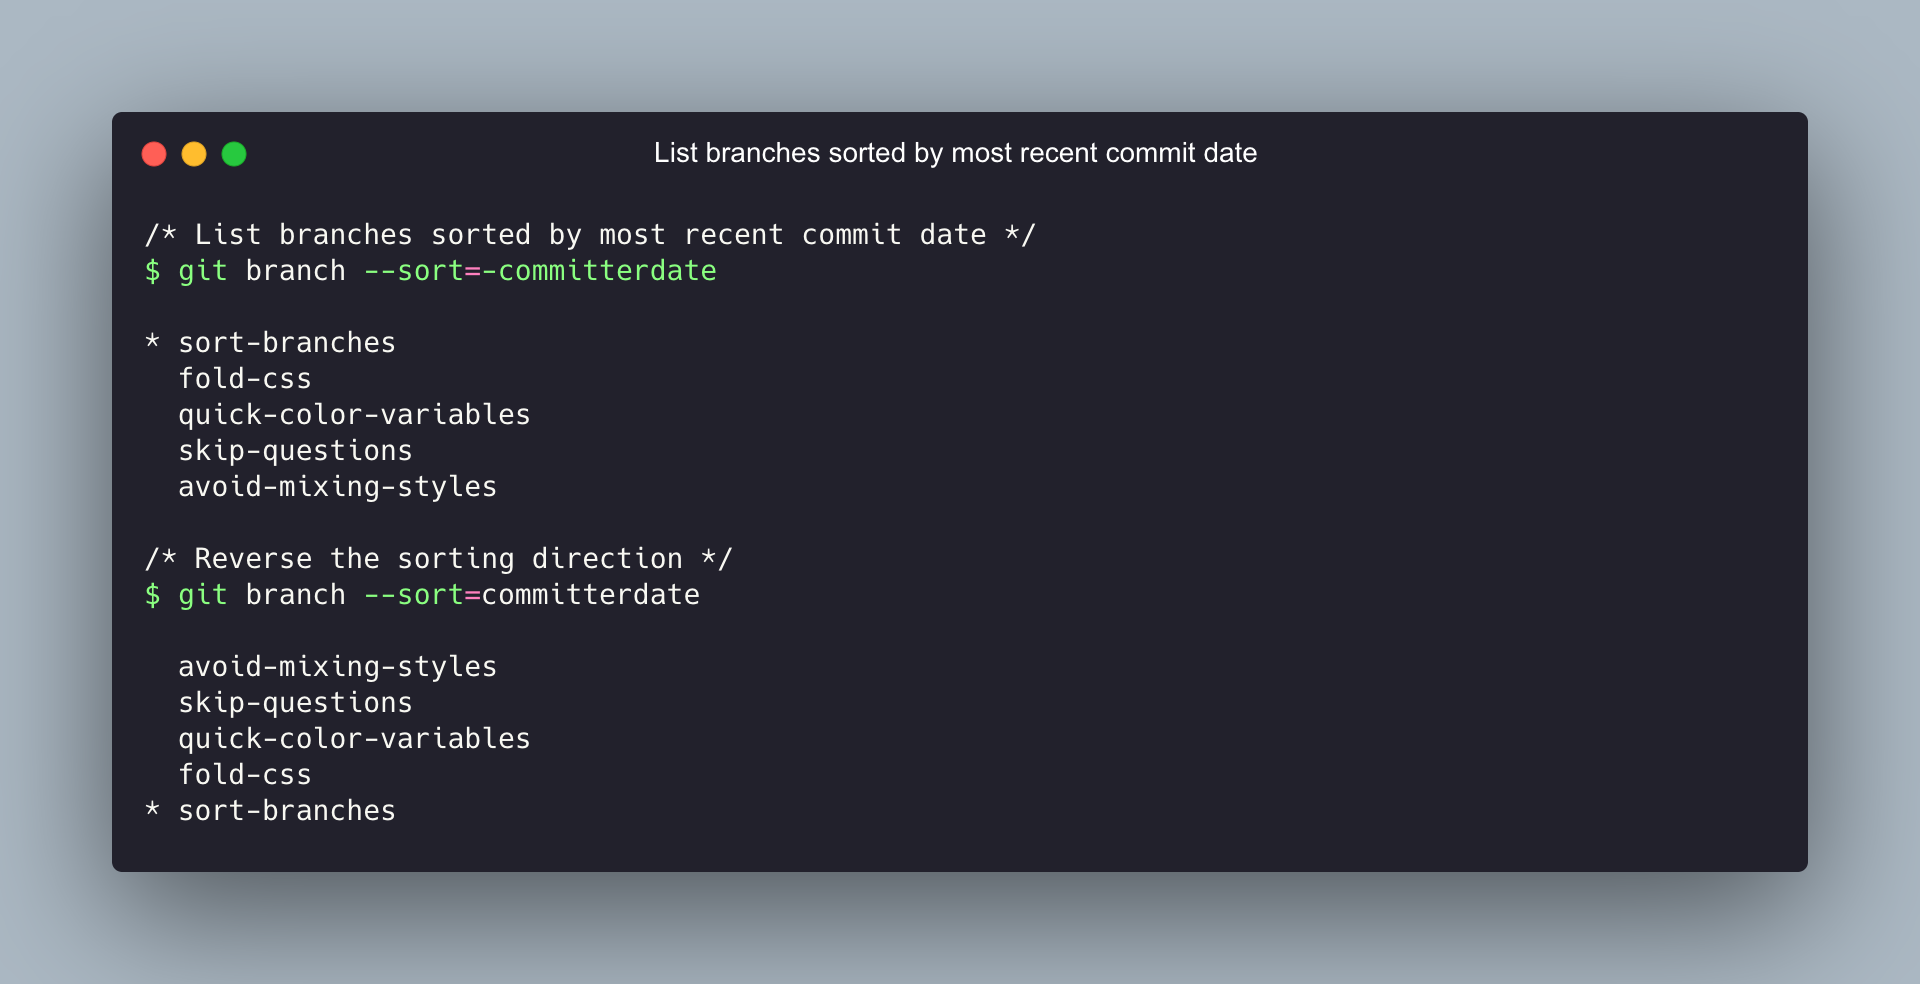 List branches sorted by most recent commit date
/* List branches sorted by most recent commit date */
$ git branch --sort=-committerdate
* sort-branches
fold-css
quick-color-variables
skip-questions
avoid-mixing-styles
/* Reverse the sorting direction */
$ git branch --sort=committerdate
avoid-mixing-styles
skip-questions
quick-color-variables
fold-css
* sort-branches